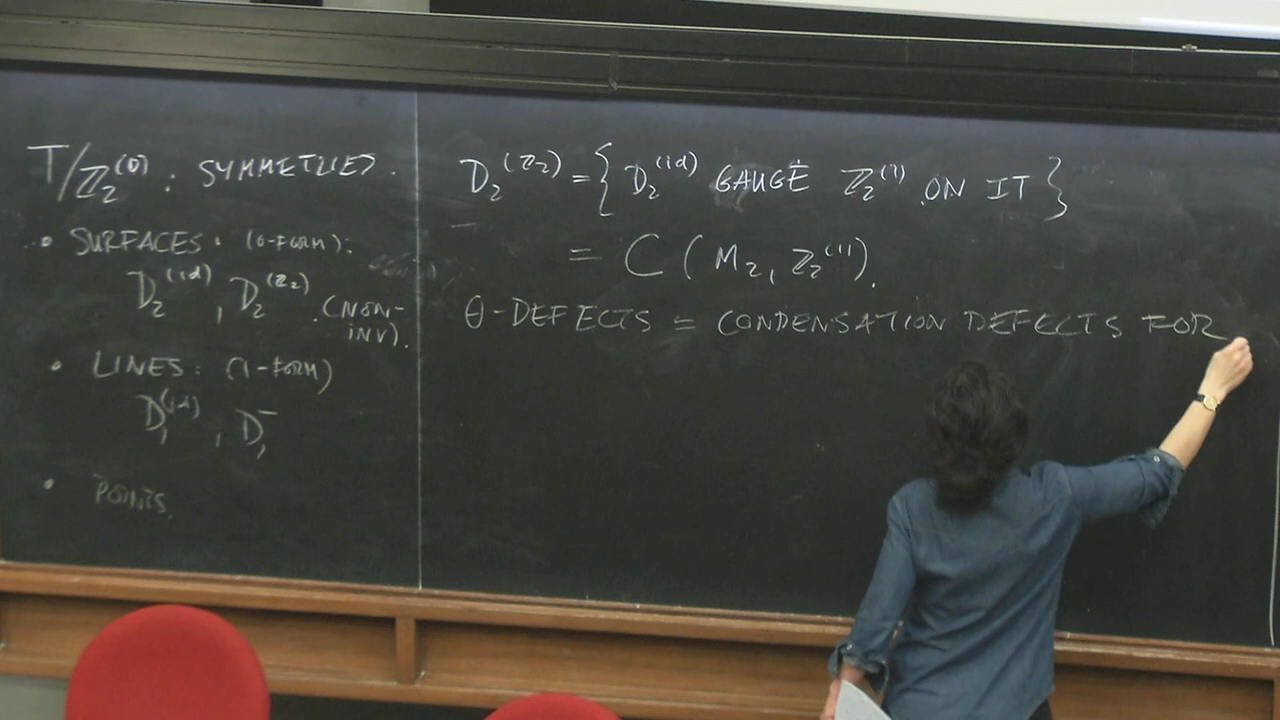 T/ℤ₂⁽⁰⁾ : SYMMETRIES.
• SURFACES: (0-FORM):
D₂⁽ⁱᵈ⁾, D₂^(ℤ₂) (NON-
INV).
• LINES: (1-FORM)
D₁⁽ⁱᵈ⁾, D₁⁻
• POINTS.
D₂^(ℤ₂) = { D₂^(id) GAUGE ℤ₂⁽¹⁾ ON IT }
= C (M₂, ℤ₂⁽¹⁾).
θ-DEFECTS = CONDENSATION DEFECTS FOR